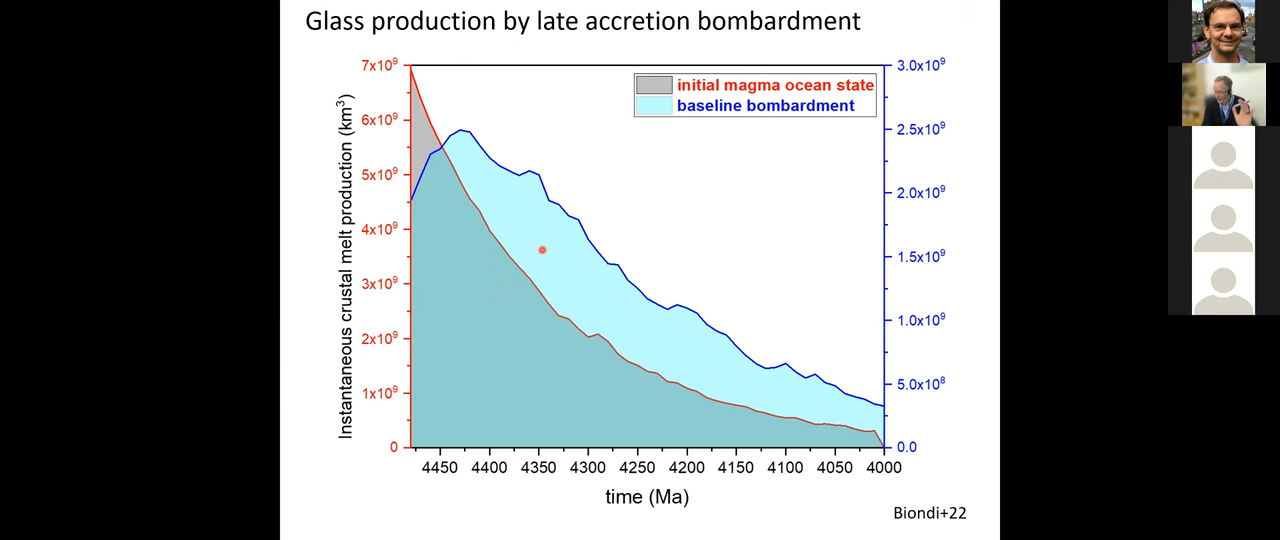 Glass production by late accretion bombardment
Instantaneous crustal melt production (km³)
7x10⁹
6x10⁹
5x10⁹
4x10⁹
3x10⁹
2x10⁹
1x10⁹
0
initial magma ocean state
baseline bombardment
3.0x10⁹
2.5x10⁹
2.0x10⁹
1.5x10⁹
1.0x10⁹
5.0x10⁸
0.0
4450 4400 4350 4300 4250 4200 4150 4100 4050 4000
time (Ma)
Biondi+22